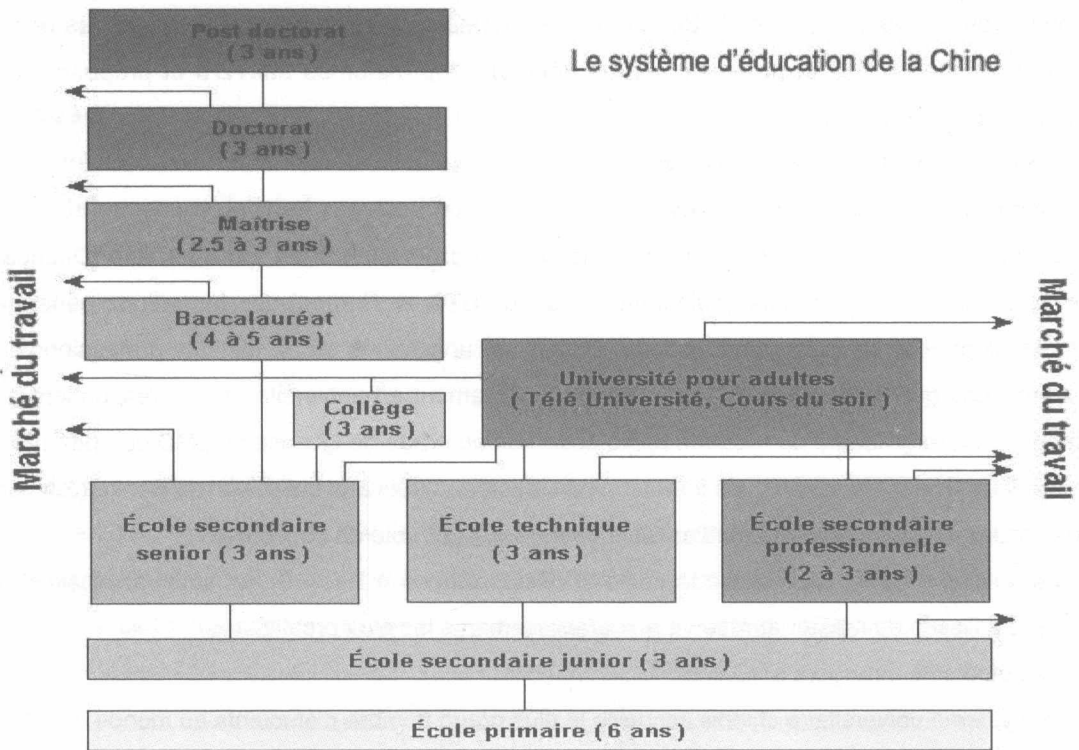 Post doctorat
( 3 ans )
Le système d'éducation de la Chine
Doctorat
( 3 ans )
Maîtrise
( 2.5 à 3 ans )
Baccalauréat
( 4 à 5 ans )
Marché du travail
Marché du travail
Université pour adultes
( Télé Université, Cours du soir )
Collège
( 3 ans )
École secondaire
senior ( 3 ans )
École technique
( 3 ans )
École secondaire
professionnelle
( 2 à 3 ans )
École secondaire junior ( 3 ans )
École primaire ( 6 ans )